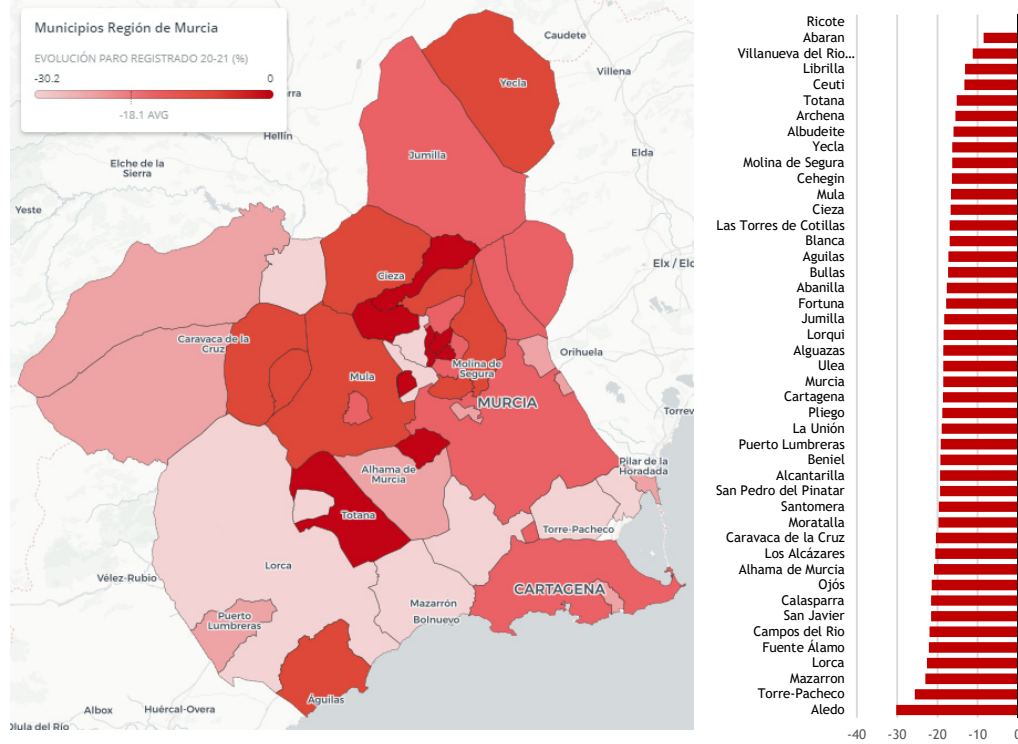 Municipios Región de Murcia
EVOLUCIÓN PARO REGISTRADO 20-21 (%)
-30.2
0
-18.1 AVG
Caudete
Villena
Yecla
rra
Hellín
Jumilla
Elda
Elche de la
Sierra
Yeste
Cieza
Elx / Elc
Caravaca de la
Cruz
Orihuela
Mula
Molina de
Segura
MURCIA
Torrev
Alhama de
Murcia
Pilar de la
Horadada
Totana
Torre-Pacheco
Lorca
Vélez-Rubio
CARTAGENA
Mazarrón
Bolnuevo
Puerto
Lumbreras
Águilas
Albox
Huércal-Overa
Olula del Río
Ricote
Abaran
Villanueva del Rio…
Librilla
Ceuti
Totana
Archena
Albudeite
Yecla
Molina de Segura
Cehegin
Mula
Cieza
Las Torres de Cotillas
Blanca
Aguilas
Bullas
Abanilla
Fortuna
Jumilla
Lorqui
Alguazas
Ulea
Murcia
Cartagena
Pliego
La Unión
Puerto Lumbreras
Beniel
Alcantarilla
San Pedro del Pinatar
Santomera
Moratalla
Caravaca de la Cruz
Los Alcázares
Alhama de Murcia
Ojós
Calasparra
San Javier
Campos del Rio
Fuente Álamo
Lorca
Mazarron
Torre-Pacheco
Aledo
-40 -30 -20 -10 0